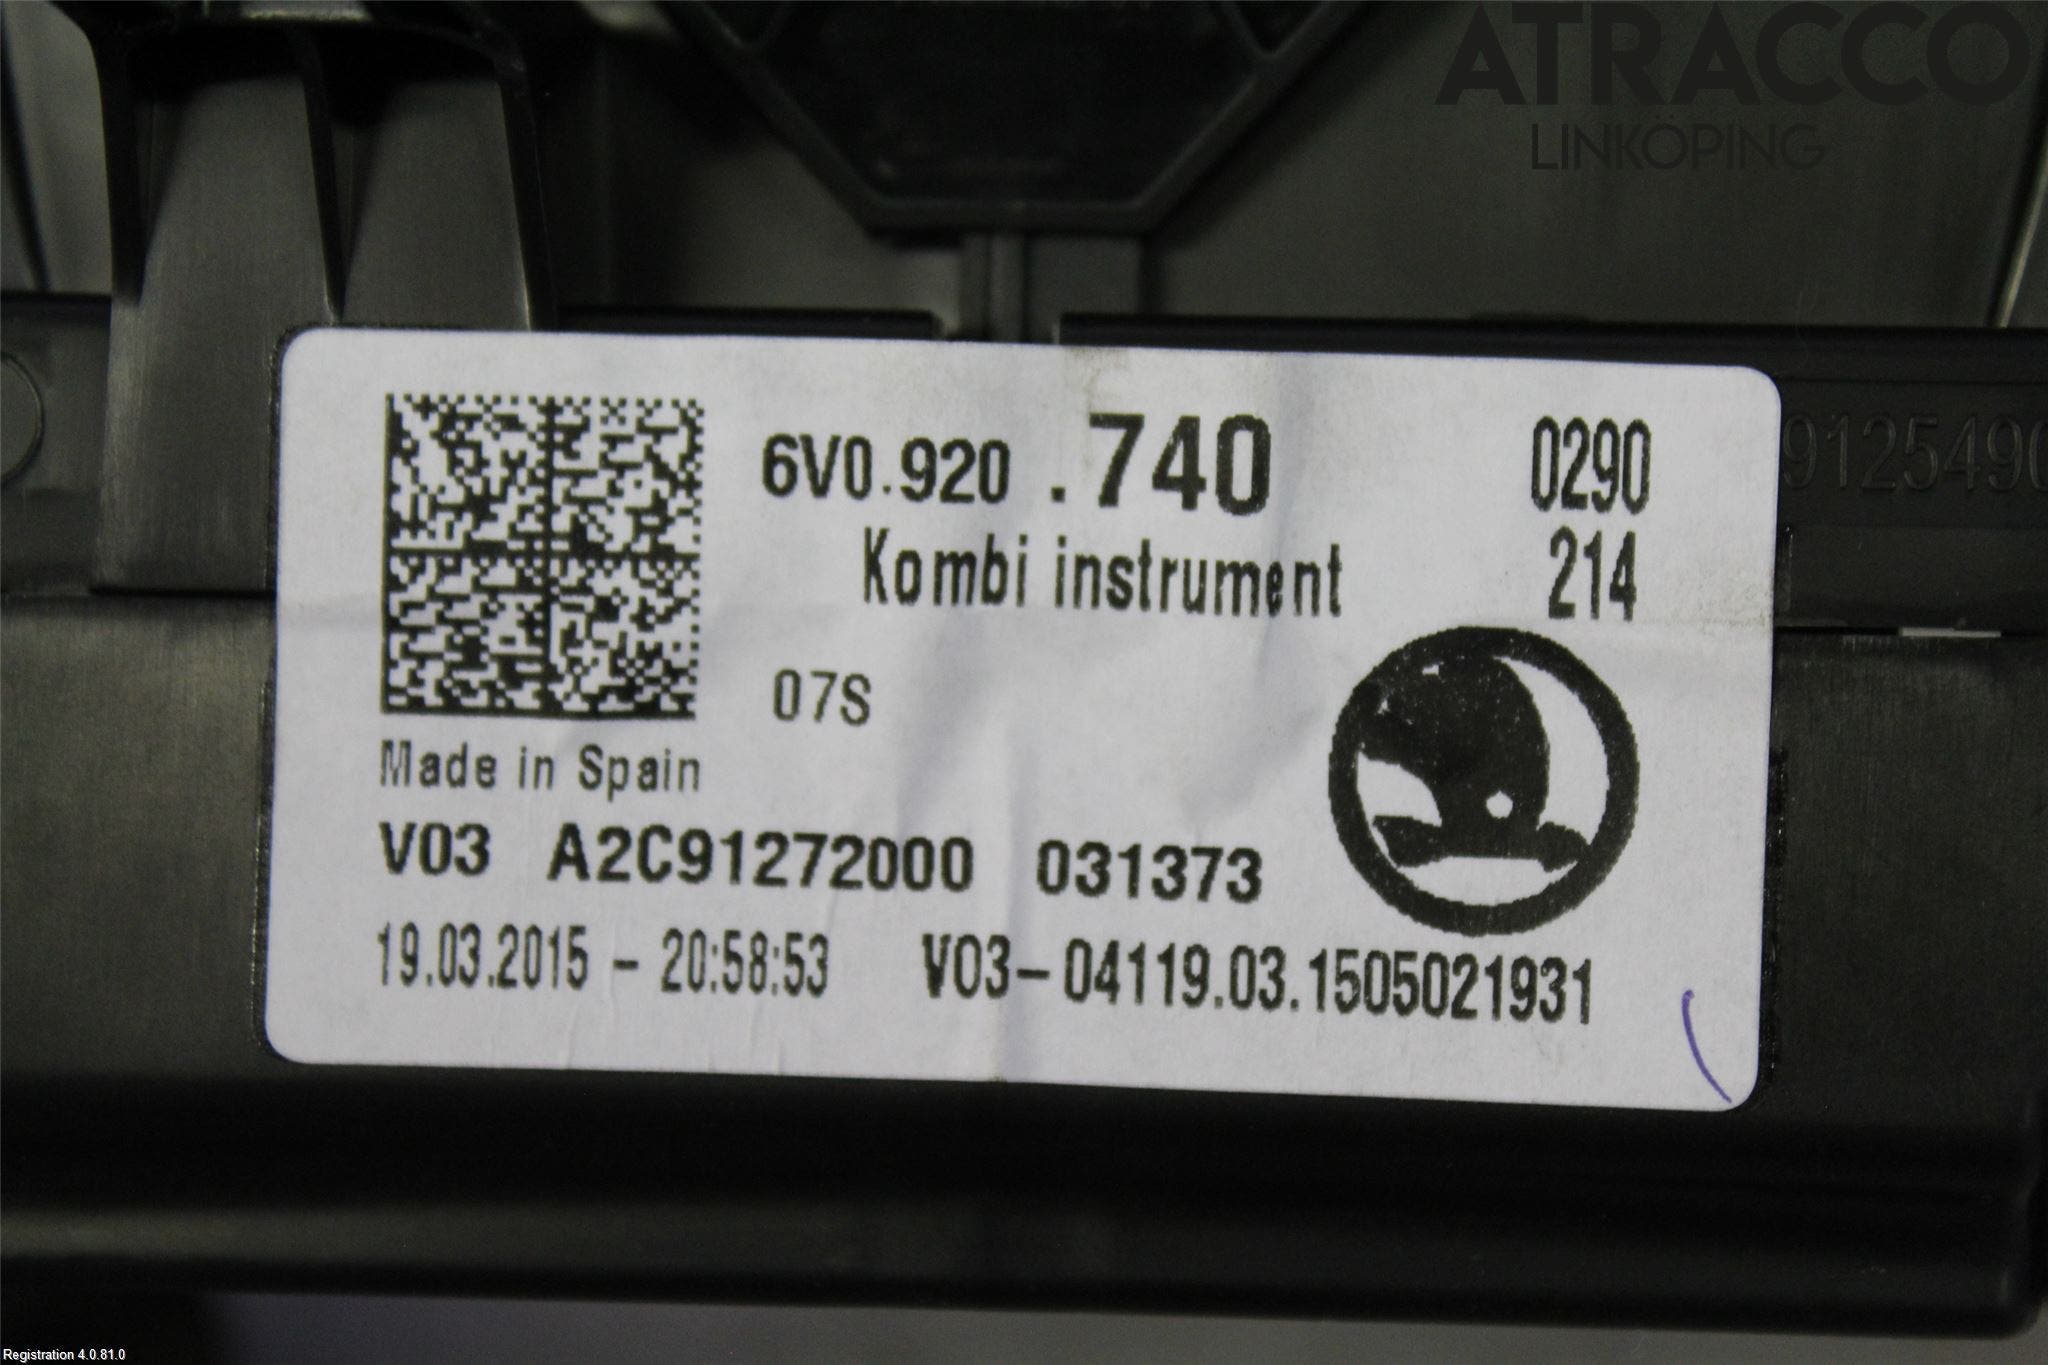 ATRACCO
LINKÖPING
6V0.920 .740 0290
Kombi instrument 214
9125490
07S
Made in Spain
V03 A2C91272000 031373
19.03.2015 - 20:58:53 V03-04119.03.1505021931
Registration 4.0.81.0